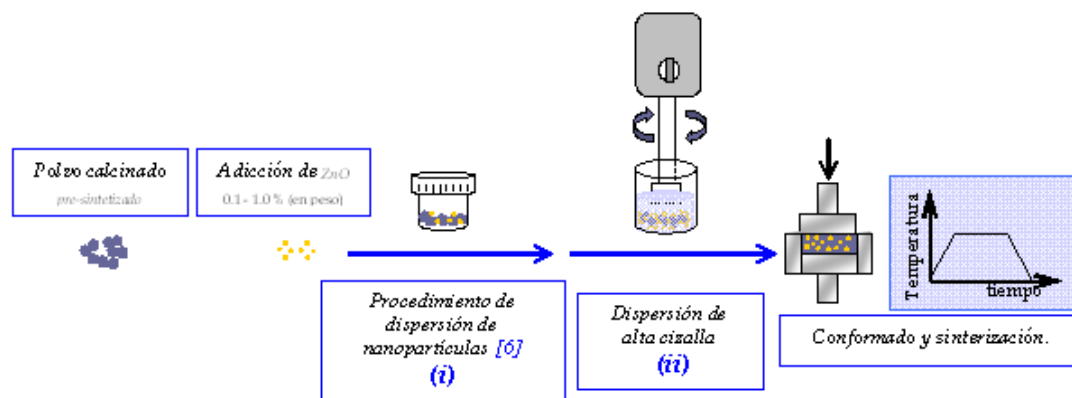 Polvo calcinado
pre-sintetizado
Adicción de ZnO
0.1 - 1.0 % (en peso)
Procedimiento de
dispersión de
nanopartículas [6]
(i)
Dispersión de
alta cizalla
(ii)
Temperatura
tiempo
Conformado y sinterización.